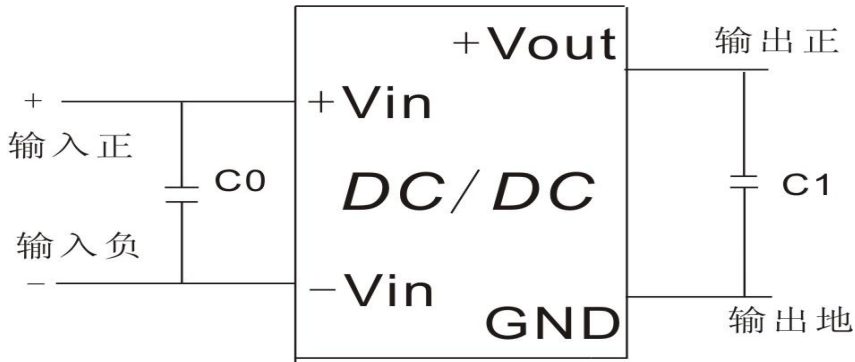 +Vout
输出正
+
+Vin
输入正
C0
DC/DC
C1
输入负
−
−Vin
GND
输出地